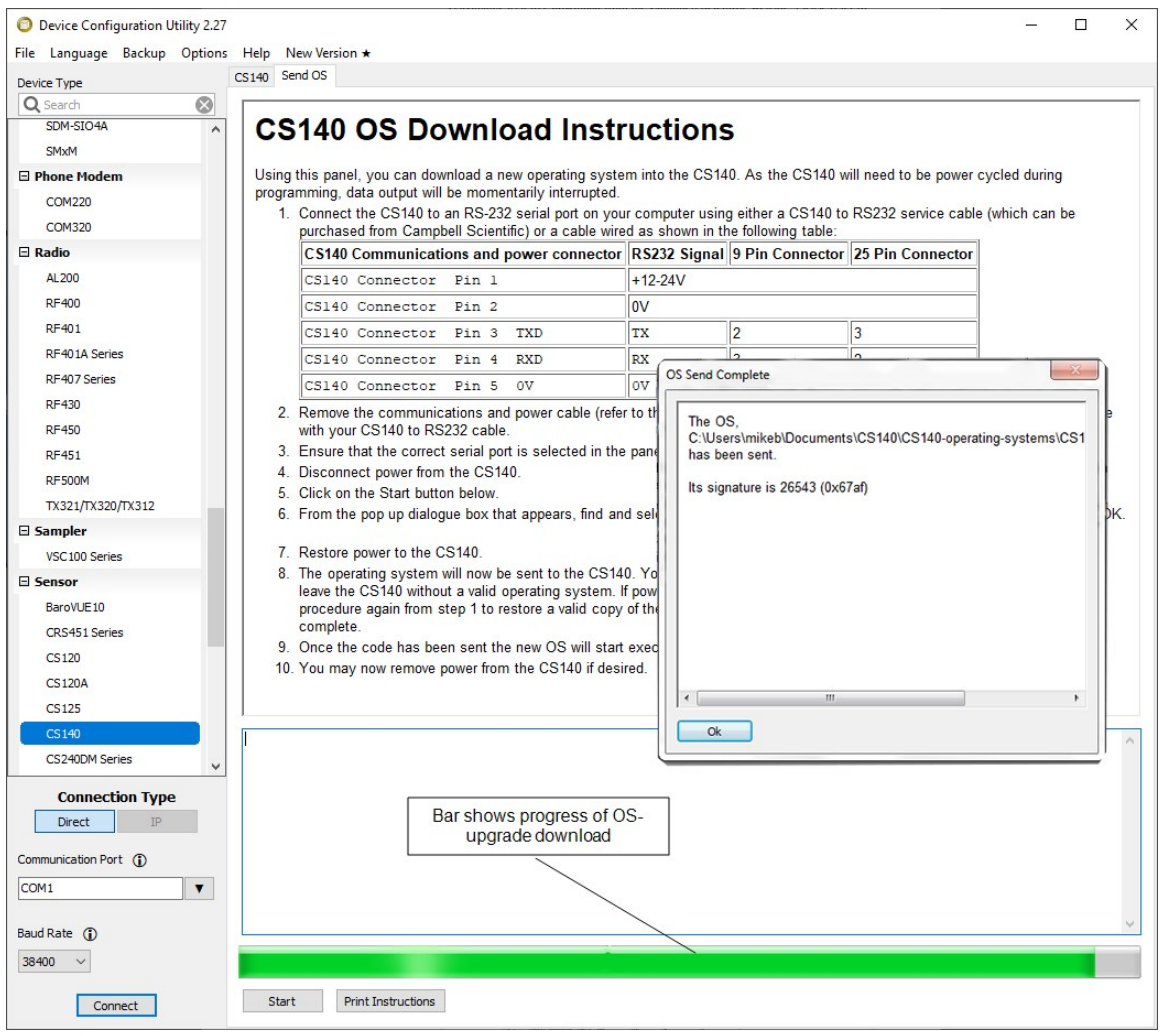 Device Configuration Utility 2.27
File Language Backup Options Help New Version ★
Device Type
Search
SDM-SIO4A
SMxM
Phone Modem
COM220
COM320
Radio
AL200
RF400
RF401
RF401A Series
RF407 Series
RF430
RF450
RF451
RF500M
TX321/TX320/TX312
Sampler
VSC100 Series
Sensor
BaroVUE10
CRS451 Series
CS120
CS120A
CS125
CS140
CS240DM Series
Connection Type
Direct IP
Communication Port
COM1
Baud Rate
38400
Connect
CS140 Send OS
CS140 OS Download Instructions
Using this panel, you can download a new operating system into the CS140. As the CS140 will need to be power cycled during
programming, data output will be momentarily interrupted.
1. Connect the CS140 to an RS-232 serial port on your computer using either a CS140 to RS232 service cable (which can be
purchased from Campbell Scientific) or a cable wired as shown in the following table:
CS140 Communications and power connector RS232 Signal 9 Pin Connector 25 Pin Connector
CS140 Connector Pin 1 +12-24V
CS140 Connector Pin 2 0V
CS140 Connector Pin 3 TXD TX 2 3
CS140 Connector Pin 4 RXD RX
CS140 Connector Pin 5 0V 0V
2. Remove the communications and power cable (refer to
with your CS140 to RS232 cable.
3. Ensure that the correct serial port is selected in the
4. Disconnect power from the CS140.
5. Click on the Start button below.
6. From the pop up dialogue box that appears, find and OK.
7. Restore power to the CS140.
8. The operating system will now be sent to the CS140.
leave the CS140 without a valid operating system. If
procedure again from step 1 to restore a valid copy of the
complete.
9. Once the code has been sent the new OS will start
10. You may now remove power from the CS140 if desired.
OS Send Complete
The OS,
C:\Users\mikeb\Documents\CS140\CS140-operating-systems\CS1
has been sent.
Its signature is 26543 (0x67af)
Ok
Bar shows progress of OS-
upgrade download
Start Print Instructions